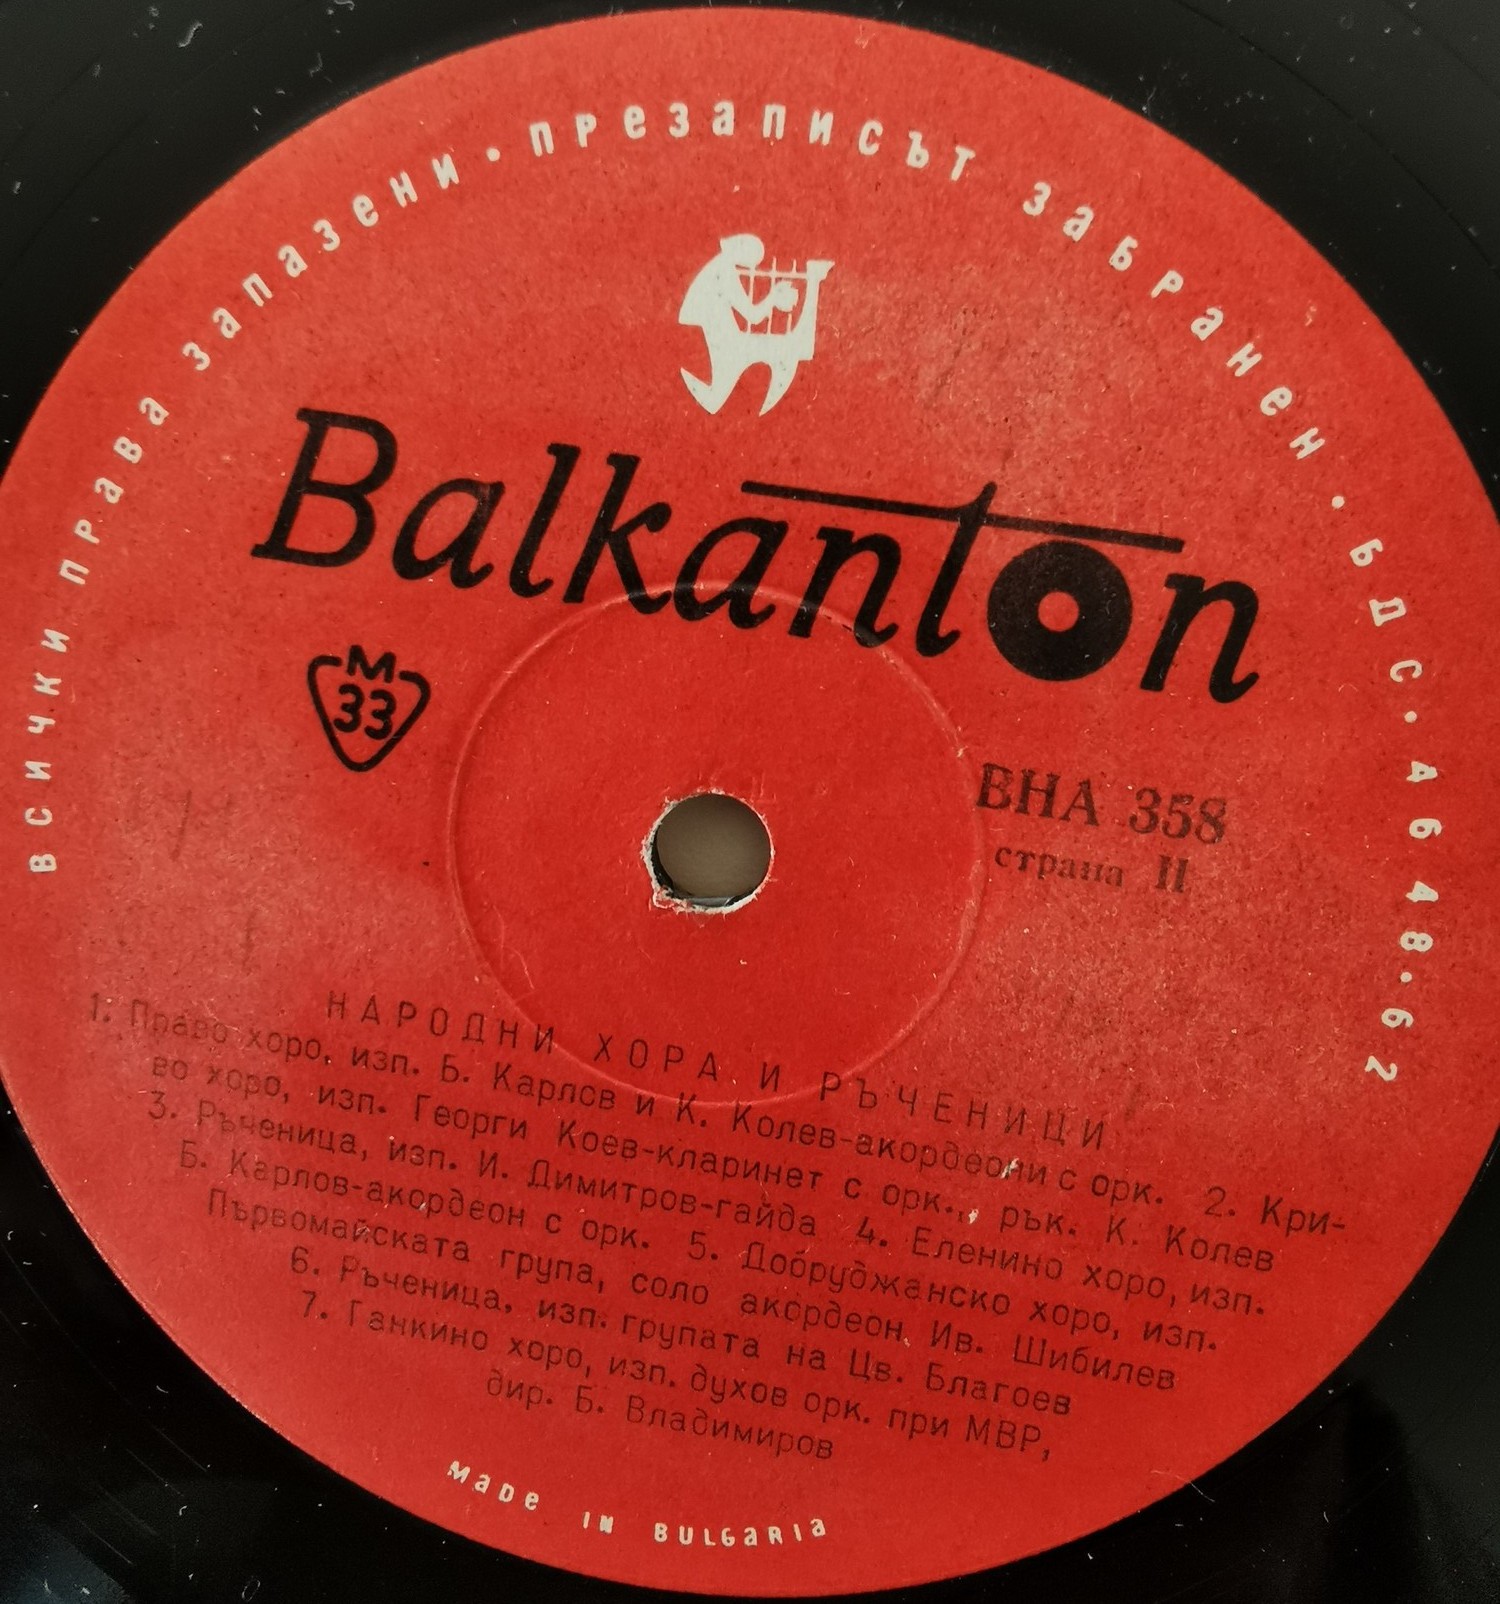 всички права запазени · презаписът забранен · БДС · А 6 48 · 62
Balkanton
M
33
ВНА 358
страна II
НАРОДНИ ХОРА И РЪЧЕНИЦИ
1. Право хоро, изп. Б. Карлов и К. Колев-акордеони с орк. 2. Кри-
во хоро, изп. Георги Коев-кларинет с орк., рък. К. Колев
3. Ръченица, изп. И. Димитров-гайда 4. Еленино хоро, изп.
Б. Карлов-акордеон с орк. 5. Добруджанско хоро, изп.
Първомайската група, соло акордеон Ив. Шибилев
6. Ръченица, изп. групата на Цв. Благоев
7. Ганкино хоро, изп. духов орк. при МВР,
дир. Б. Владимиров
MADE IN BULGARIA